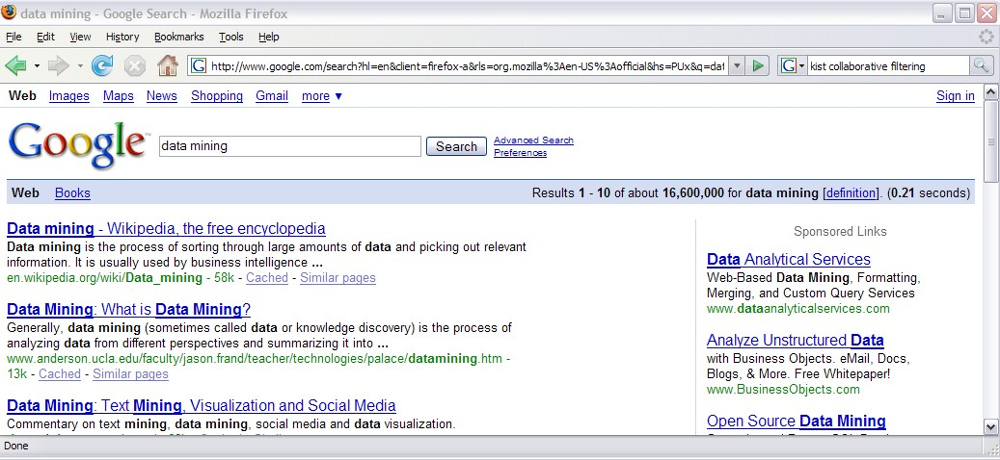 data mining - Google Search - Mozilla Firefox
File Edit View History Bookmarks Tools Help
http://www.google.com/search?hl=en&client=firefox-a&rls=org.mozilla%3Aen-US%3Aofficial&hs=PUx&q=dat kist collaborative filtering
Web Images Maps News Shopping Gmail more ▼ Sign in
Google™ data mining Search Advanced Search
Preferences
Web Books Results 1 - 10 of about 16,600,000 for data mining [definition]. (0.21 seconds)
Data mining - Wikipedia, the free encyclopedia
Data mining is the process of sorting through large amounts of data and picking out relevant
information. It is usually used by business intelligence ...
en.wikipedia.org/wiki/Data_mining - 58k - Cached - Similar pages
Data Mining: What is Data Mining?
Generally, data mining (sometimes called data or knowledge discovery) is the process of
analyzing data from different perspectives and summarizing it into ...
www.anderson.ucla.edu/faculty/jason.frand/teacher/technologies/palace/datamining.htm -
13k - Cached - Similar pages
Data Mining: Text Mining, Visualization and Social Media
Commentary on text mining, data mining, social media and data visualization.
Sponsored Links
Data Analytical Services
Web-Based Data Mining, Formatting,
Merging, and Custom Query Services
www.dataanalyticalservices.com
Analyze Unstructured Data
with Business Objects. eMail, Docs,
Blogs, & More. Free Whitepaper!
www.BusinessObjects.com
Open Source Data Mining
Done